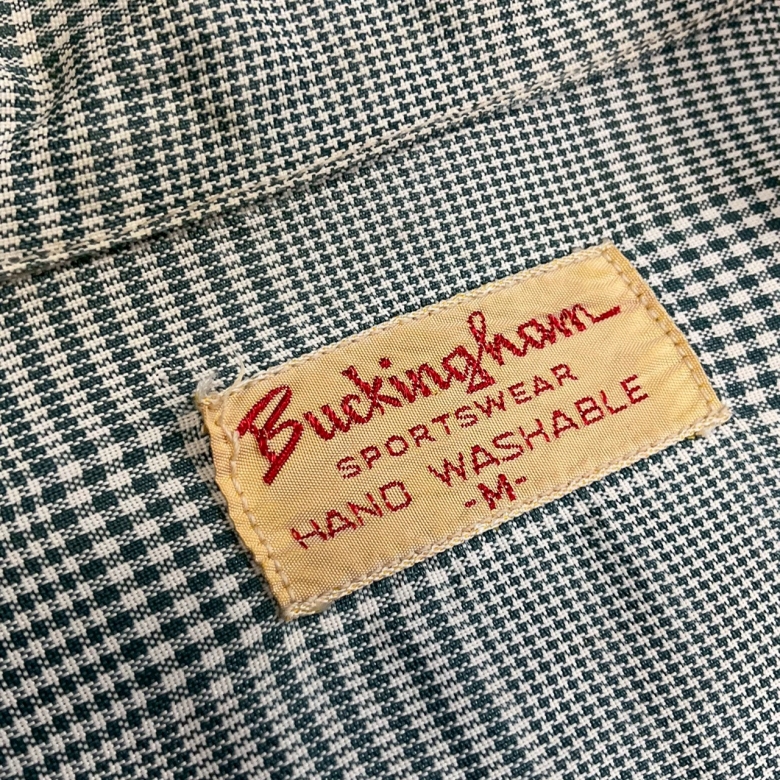 Buckingham
SPORTSWEAR
HAND WASHABLE
-M-